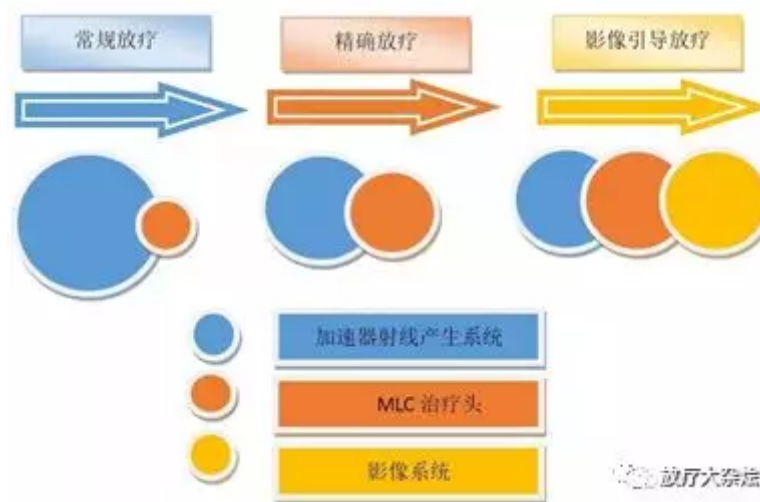 常规放疗
精确放疗
影像引导放疗
加速器射线产生系统
MLC 治疗头
影像系统
放疗大杂烩